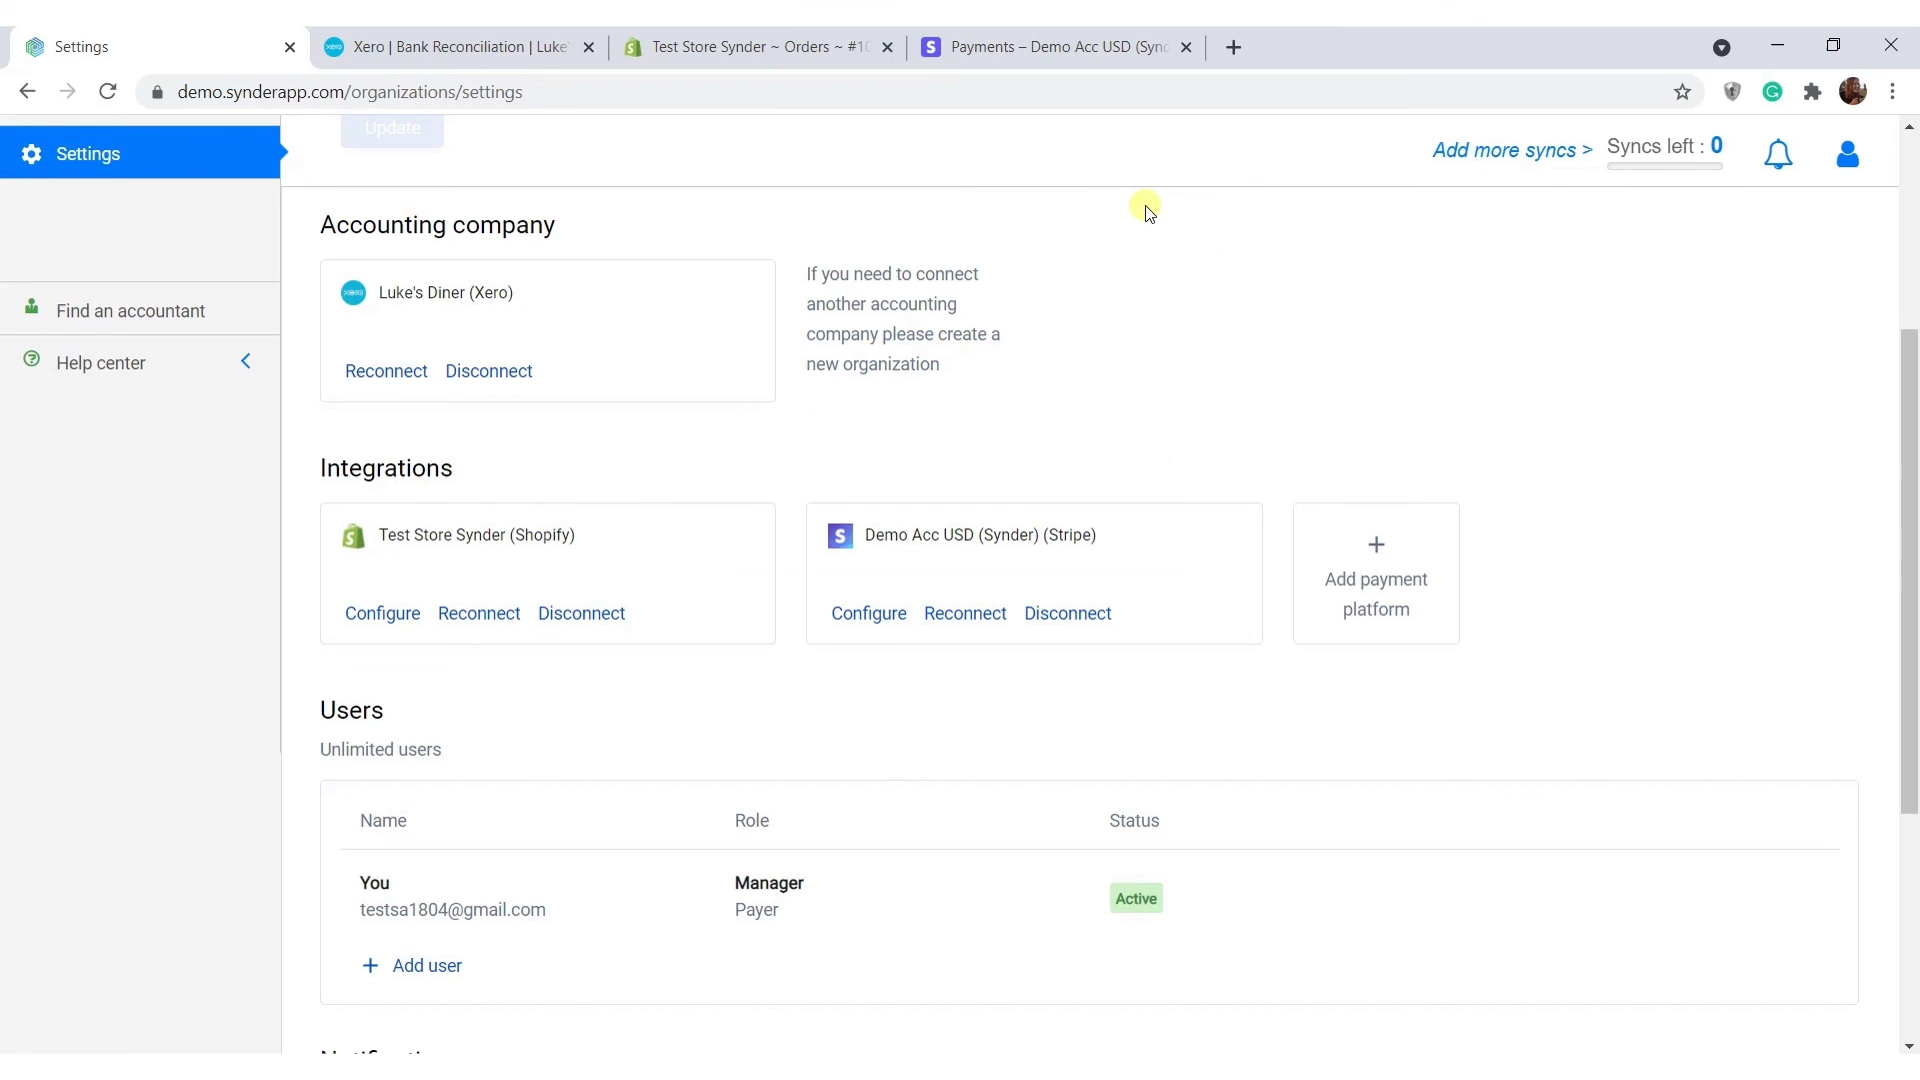 Settings
Xero | Bank Reconciliation | Luke'
Test Store Synder ~ Orders ~ #10
Payments – Demo Acc USD (Synd
demo.synderapp.com/organizations/settings
Settings
Update
Add more syncs >
Syncs left : 0
Accounting company
xero
Luke's Diner (Xero)
If you need to connect
another accounting
company please create a
new organization
Reconnect Disconnect
Find an accountant
Help center
Integrations
Test Store Synder (Shopify)
Configure Reconnect Disconnect
S
Demo Acc USD (Synder) (Stripe)
Configure Reconnect Disconnect
+
Add payment
platform
Users
Unlimited users
Name Role Status
You
testsa1804@gmail.com
Manager
Payer
Active
+ Add user